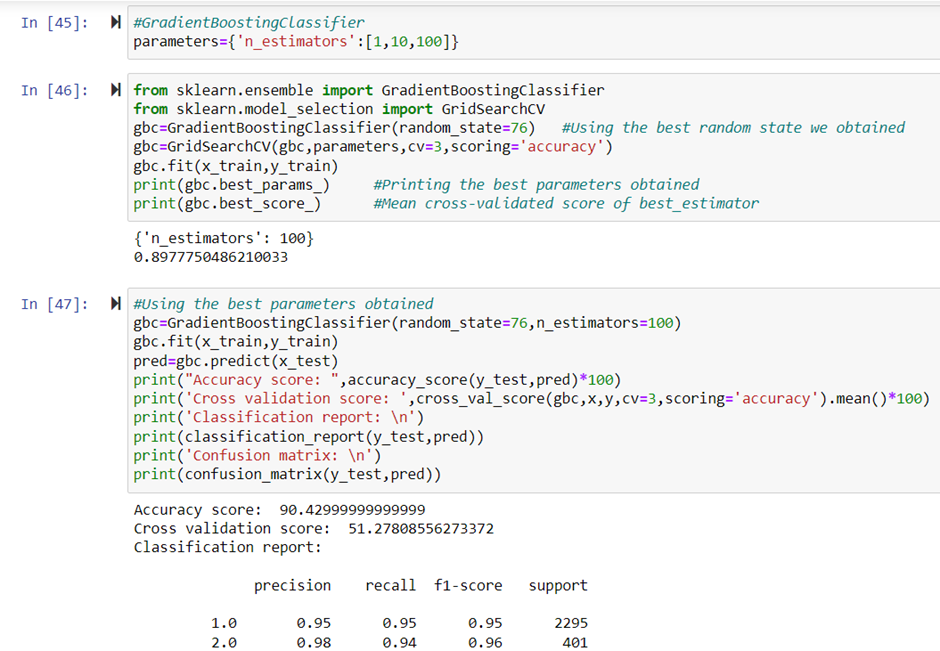 In [45]: #GradientBoostingClassifier
parameters={'n_estimators':[1,10,100]}
In [46]: from sklearn.ensemble import GradientBoostingClassifier
from sklearn.model_selection import GridSearchCV
gbc=GradientBoostingClassifier(random_state=76)   #Using the best random state we obtained
gbc=GridSearchCV(gbc,parameters,cv=3,scoring='accuracy')
gbc.fit(x_train,y_train)
print(gbc.best_params_)     #Printing the best parameters obtained
print(gbc.best_score_)      #Mean cross-validated score of best_estimator
{'n_estimators': 100}
0.8977750486210033
In [47]: #Using the best parameters obtained
gbc=GradientBoostingClassifier(random_state=76,n_estimators=100)
gbc.fit(x_train,y_train)
pred=gbc.predict(x_test)
print("Accuracy score: ",accuracy_score(y_test,pred)*100)
print('Cross validation score: ',cross_val_score(gbc,x,y,cv=3,scoring='accuracy').mean()*100)
print('Classification report: \n')
print(classification_report(y_test,pred))
print('Confusion matrix: \n')
print(confusion_matrix(y_test,pred))
Accuracy score:  90.42999999999999
Cross validation score:  51.27808556273372
Classification report:
precision    recall  f1-score   support
1.0       0.95      0.95      0.95      2295
2.0       0.98      0.94      0.96       401